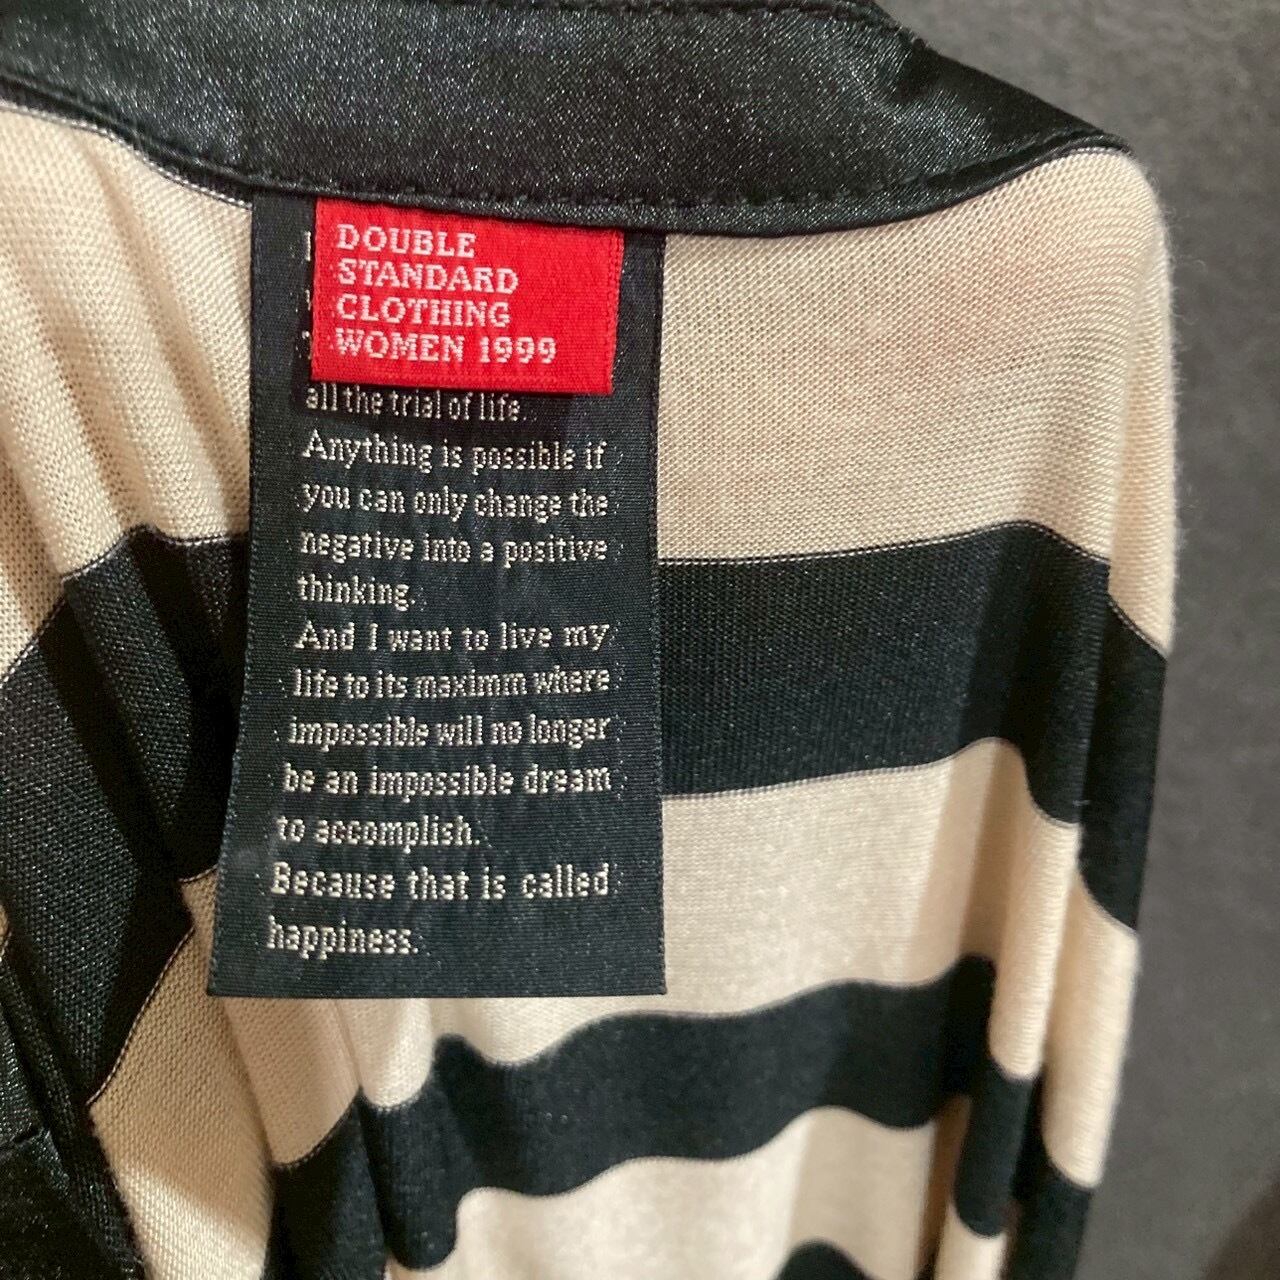 DOUBLE
STANDARD
CLOTHING
WOMEN 1999
all the trial of life.
Anything is possible if
you can only change the
negative into a positive
thinking.
And I want to live my
life to its maximm where
impossible will no longer
be an impossible dream
to accomplish.
Because that is called
happiness.